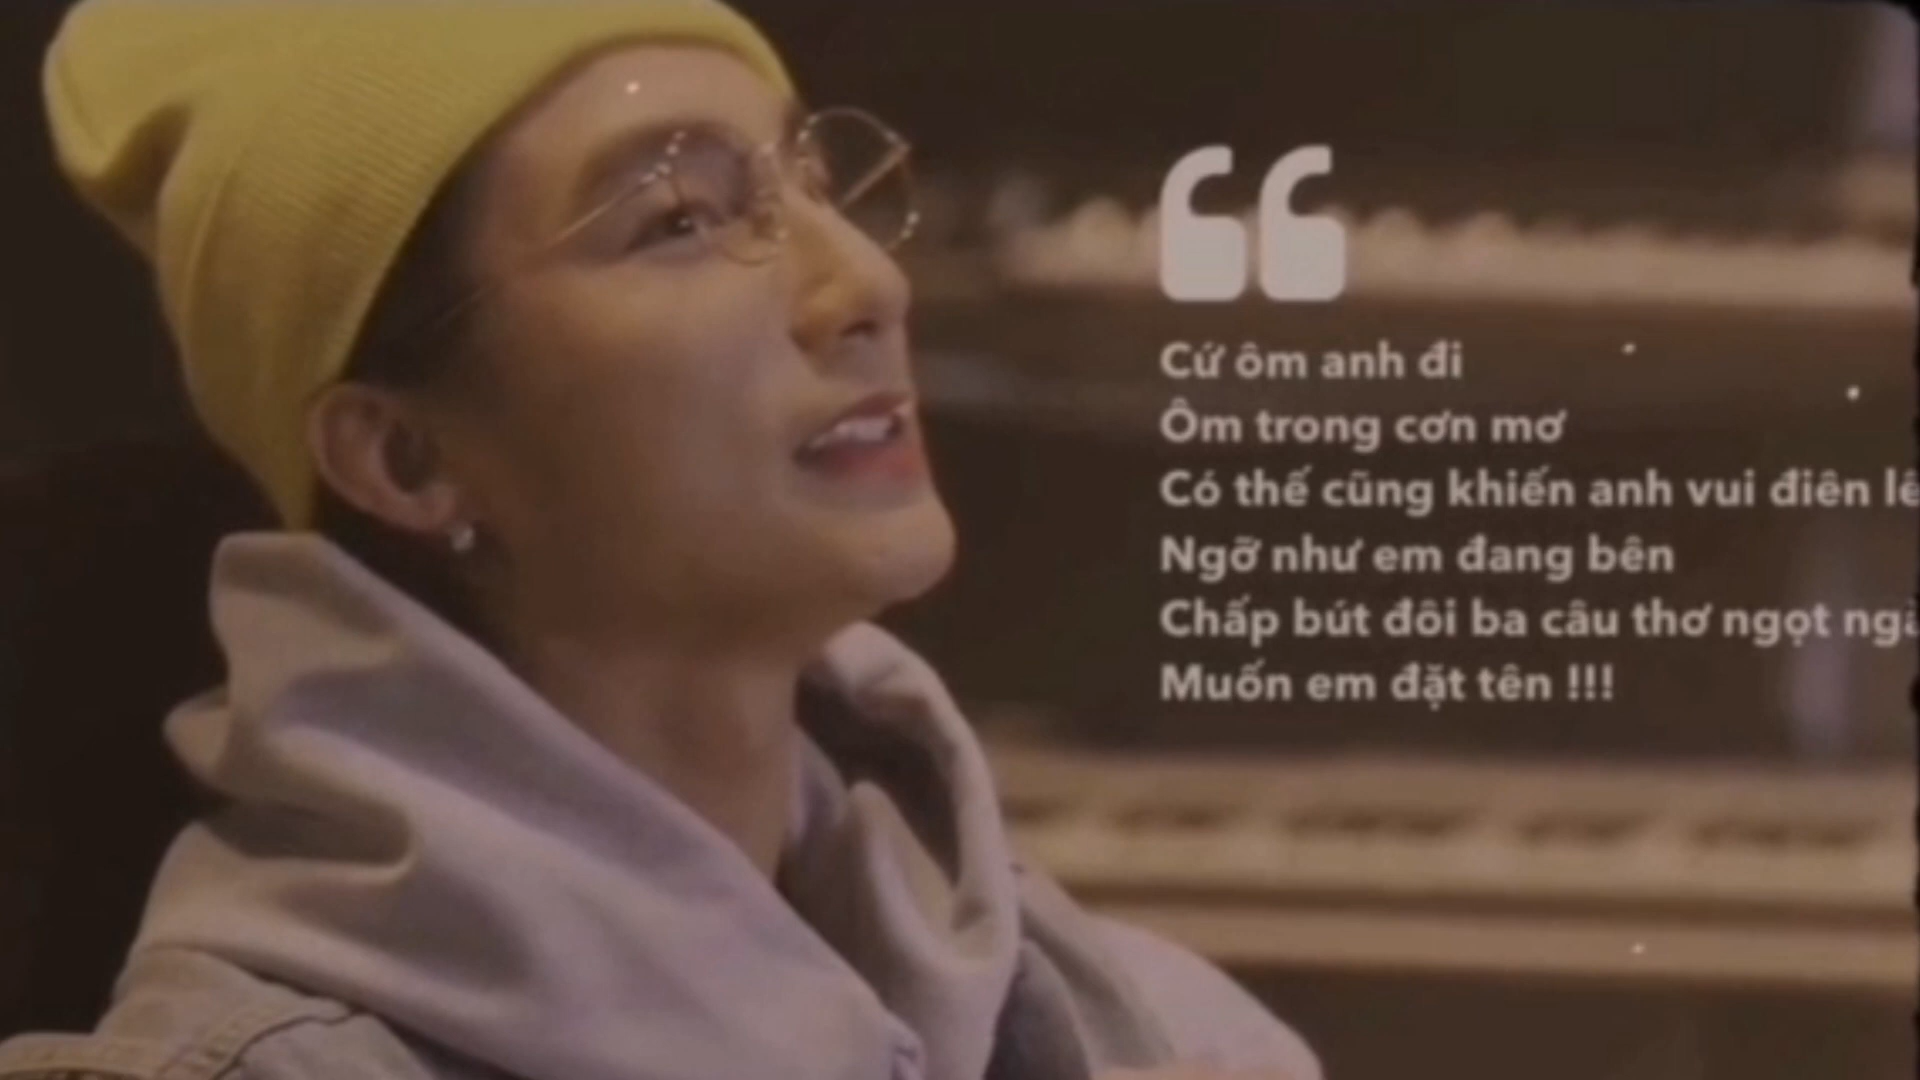 Cứ ôm anh đi
Ôm trong cơn mơ
Có thế cũng khiến anh vui điên
Ngỡ như em đang bên
Chấp bút đôi ba câu thơ ngọt
Muốn em đặt tên !!!